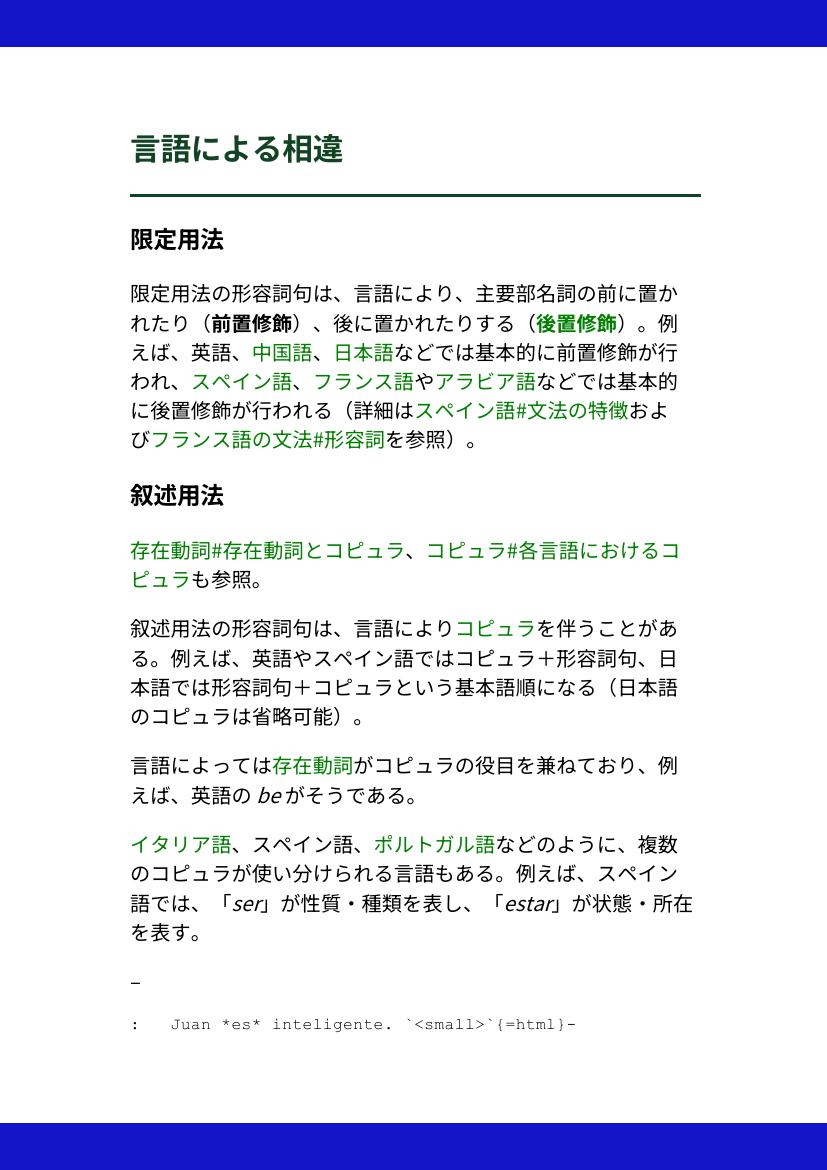 言語による相違
限定用法
限定用法の形容詞句は、言語により、主要部名詞の前に置か
れたり（前置修飾）、後に置かれたりする（後置修飾）。例
えば、英語、中国語、日本語などでは基本的に前置修飾が行
われ、スペイン語、フランス語やアラビア語などでは基本的
に後置修飾が行われる（詳細はスペイン語#文法の特徴およ
びフランス語の文法#形容詞を参照）。
叙述用法
存在動詞#存在動詞とコピュラ、コピュラ#各言語におけるコ
ピュラも参照。
叙述用法の形容詞句は、言語によりコピュラを伴うことがあ
る。例えば、英語やスペイン語ではコピュラ＋形容詞句、日
本語では形容詞句＋コピュラという基本語順になる（日本語
のコピュラは省略可能）。
言語によっては存在動詞がコピュラの役目を兼ねており、例
えば、英語の be がそうである。
イタリア語、スペイン語、ポルトガル語などのように、複数
のコピュラが使い分けられる言語もある。例えば、スペイン
語では、「ser」が性質・種類を表し、「estar」が状態・所在
を表す。
–
:   Juan *es* inteligente. `<small>`{=html}-